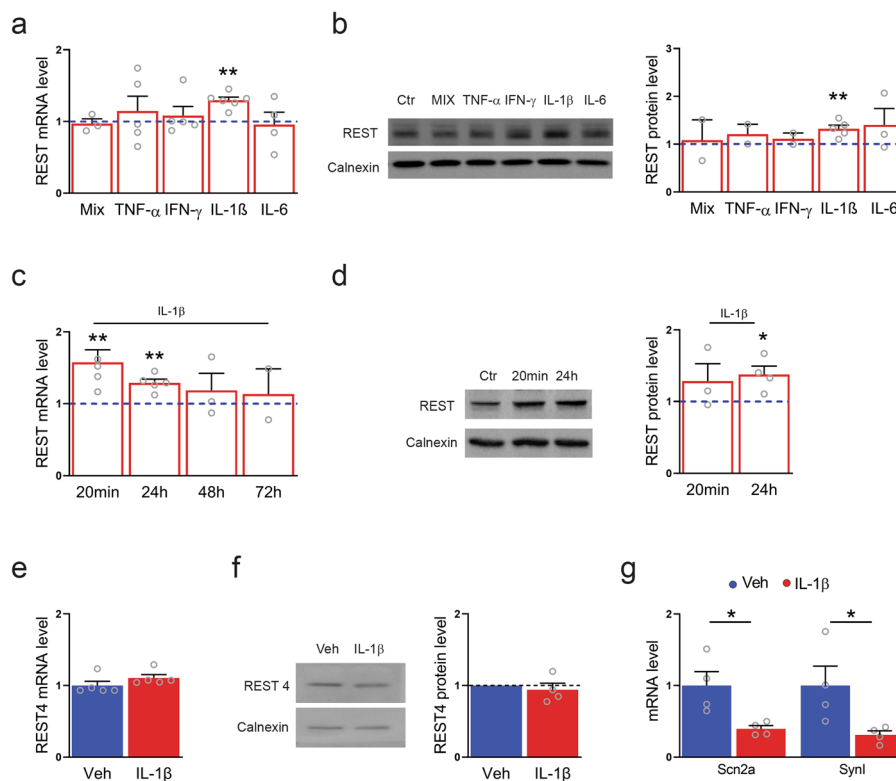 a
REST mRNA level
2
1
0
**
Mix TNF-α IFN-γ IL-1ß IL-6
b
Ctr MIX TNF-α IFN-γ IL-1β IL-6
REST
Calnexin
REST protein level
3
2
1
0
**
Mix TNF-α IFN-γ IL-1ß IL-6
c
IL-1β
REST mRNA level
2
1
0
**
**
20min 24h 48h 72h
d
Ctr 20min 24h
REST
Calnexin
IL-1β
REST protein level
2
1
0
*
20min 24h
e
REST4 mRNA level
2
1
0
Veh IL-1β
f
Veh IL-1β
REST 4
Calnexin
REST4 protein level
2
1
0
Veh IL-1β
g
Veh IL-1β
mRNA level
2
1
0
*
*
Scn2a SynI